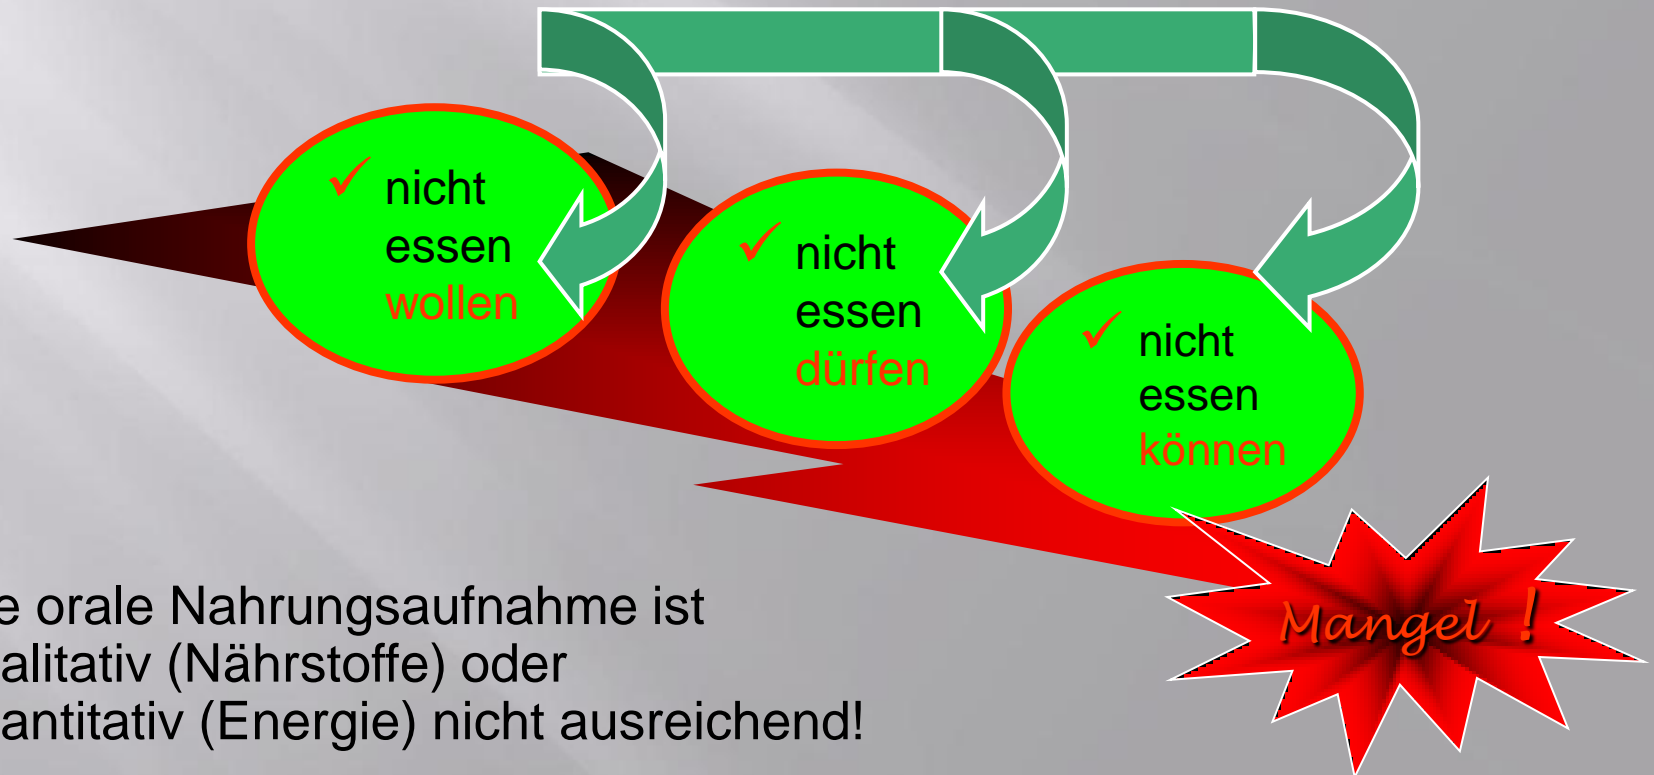 ✓ nicht
essen
wollen
✓ nicht
essen
dürfen
✓ nicht
essen
können
Mangel !
e orale Nahrungsaufnahme ist
alitativ (Nährstoffe) oder
antitativ (Energie) nicht ausreichend!